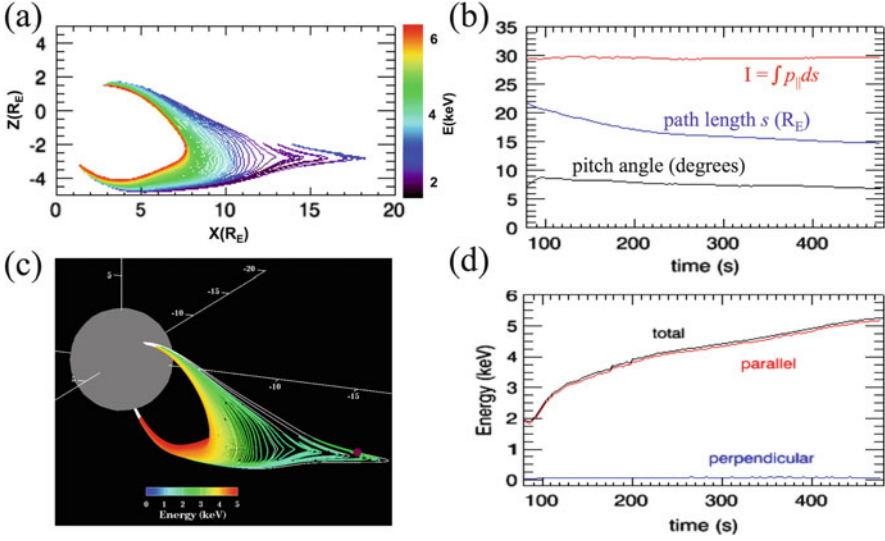 (a)
4
2
0
-2
-4
Z(R_E)
0
5
10
15
20
X(R_E)
6
4
2
E(keV)
(b)
35
30
25
20
15
10
5
0
I = ∫ p_∥ ds
path length s (R_E)
pitch angle (degrees)
100
200
300
400
time (s)
(c)
5
-20
-15
-10
5
-10
-15
0 1 2 3 4 5
Energy (keV)
(d)
6
5
4
3
2
1
0
Energy (keV)
total
parallel
perpendicular
100
200
300
400
time (s)